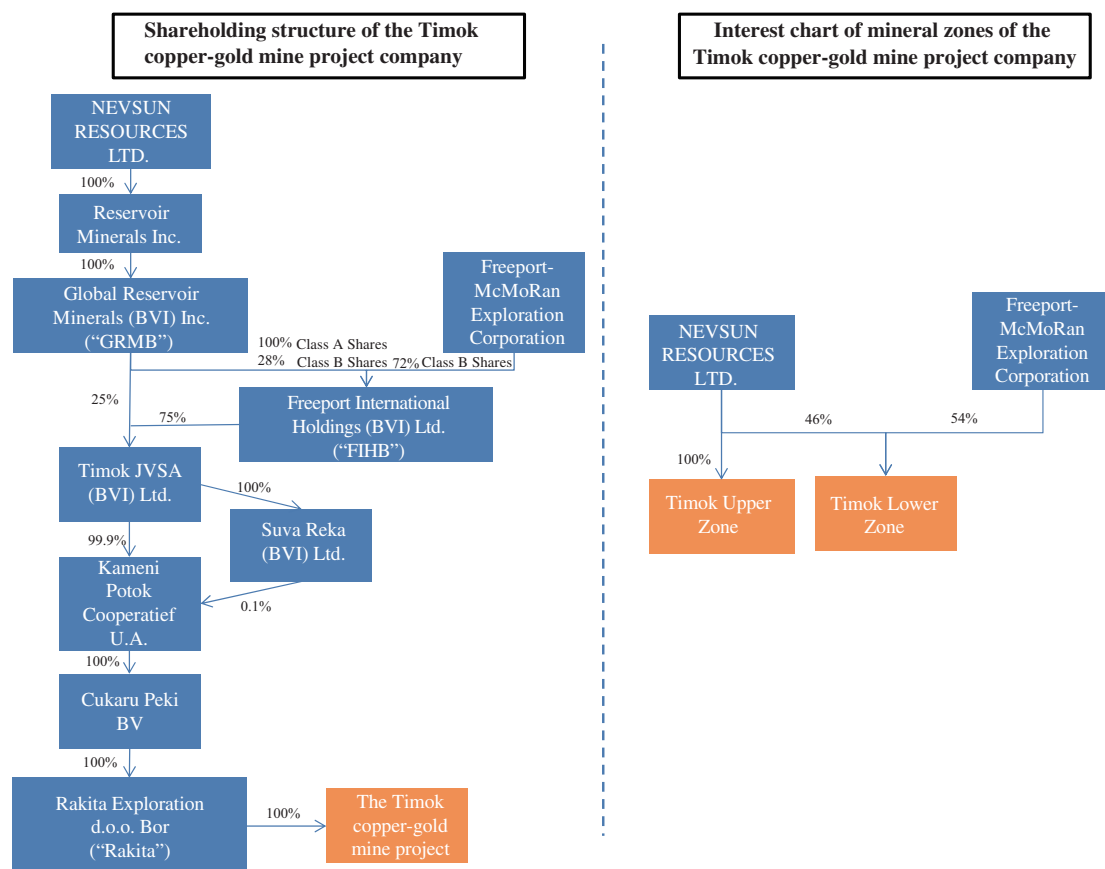 Shareholding structure of the Timok
copper-gold mine project company
NEVSUN
RESOURCES
LTD.
100%
Reservoir
Minerals Inc.
100%
Global Reservoir
Minerals (BVI) Inc.
(“GRMB”)
Freeport-
McMoRan
Exploration
Corporation
100% Class A Shares
28% Class B Shares 72% Class B Shares
25%
75%
Freeport International
Holdings (BVI) Ltd.
(“FIHB”)
Timok JVSA
(BVI) Ltd.
100%
Suva Reka
(BVI) Ltd.
99.9%
Kameni
Potok
Cooperatief
U.A.
0.1%
100%
Cukaru Peki
BV
100%
Rakita Exploration
d.o.o. Bor
(“Rakita”)
100%
The Timok
copper-gold
mine project
Interest chart of mineral zones of the
Timok copper-gold mine project company
NEVSUN
RESOURCES
LTD.
Freeport-
McMoRan
Exploration
Corporation
46%
54%
100%
Timok Upper
Zone
Timok Lower
Zone